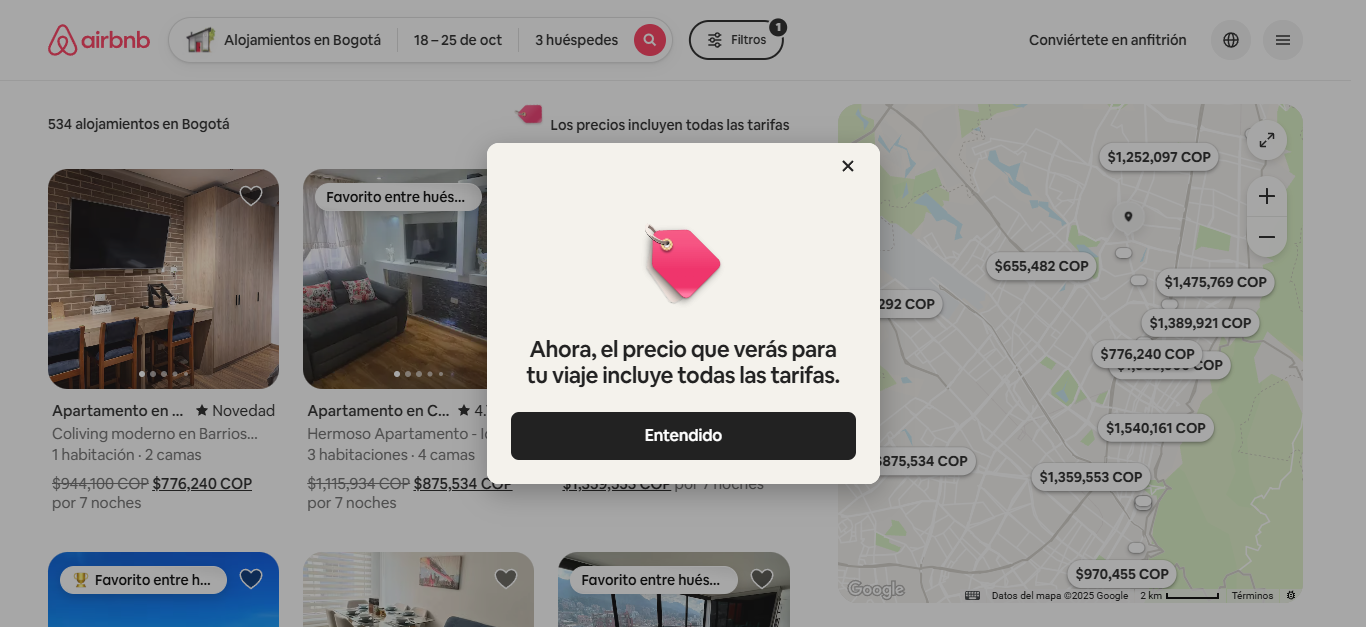 airbnb
Alojamientos en Bogotá
18 – 25 de oct
3 huéspedes
Filtros
1
Conviértete en anfitrión
534 alojamientos en Bogotá
Los precios incluyen todas las tarifas
Favorito entre hués...
Ahora, el precio que verás para
tu viaje incluye todas las tarifas.
Entendido
Apartamento en ...
Novedad
Coliving moderno en Barrios...
1 habitación · 2 camas
$944,100 COP $776,240 COP
por 7 noches
Apartamento en C...
4.
Hermoso Apartamento -
3 habitaciones · 4 camas
$1,115,934 COP $875,534 COP
por 7 noches
$1,359,553 COP por 7 noches
Favorito entre h...
Favorito entre hués...
$1,252,097 COP
$655,482 COP
$1,475,769 COP
292 COP
$1,389,921 COP
$776,240 COP
COP
$1,540,161 COP
$875,534 COP
$1,359,553 COP
$970,455 COP
Google
Datos del mapa ©2025 Google
2 km
Términos